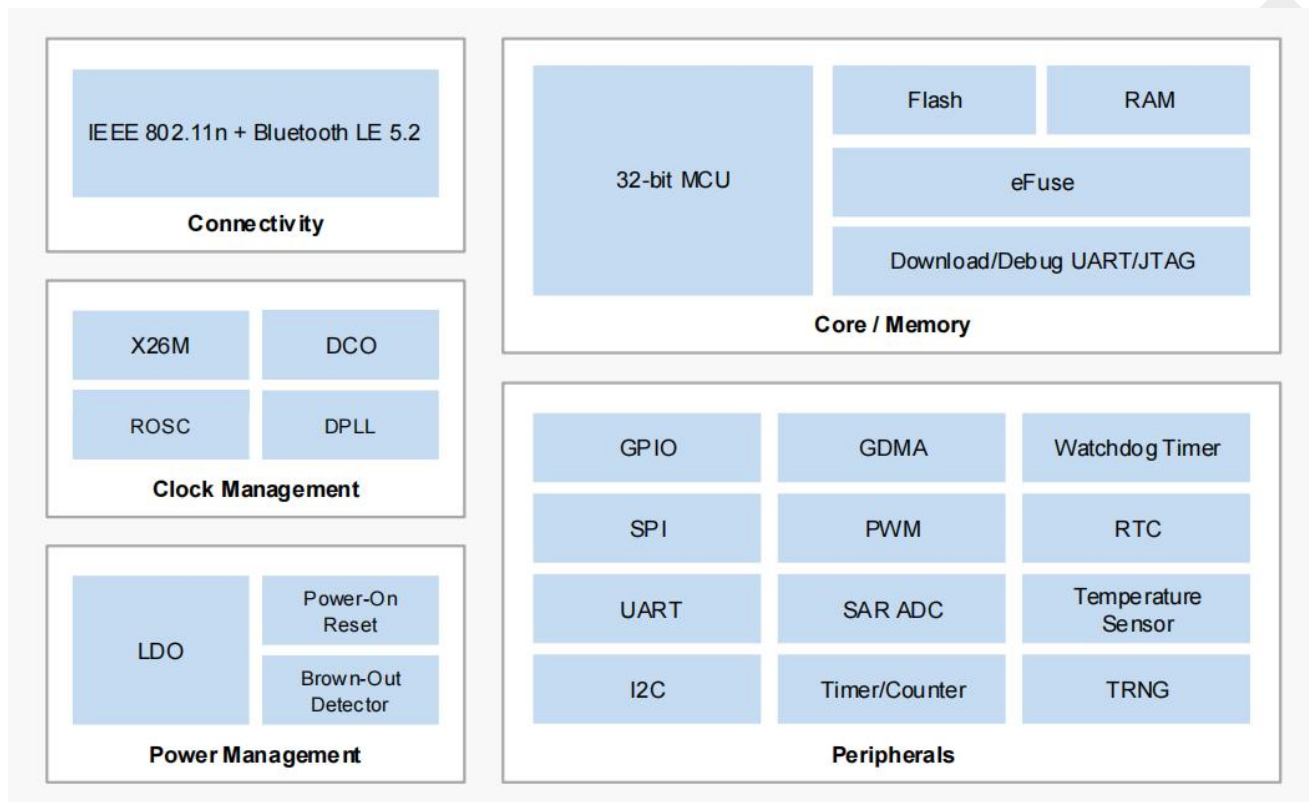 IEEE 802.11n + Bluetooth LE 5.2
Connectivity
X26M
DCO
ROSC
DPLL
Clock Management
LDO
Power-On
Reset
Brown-Out
Detector
Power Management
32-bit MCU
Flash
RAM
eFuse
Download/Debug UART/JTAG
Core / Memory
GPIO
GDMA
Watchdog Timer
SPI
PWM
RTC
UART
SAR ADC
Temperature
Sensor
I2C
Timer/Counter
TRNG
Peripherals